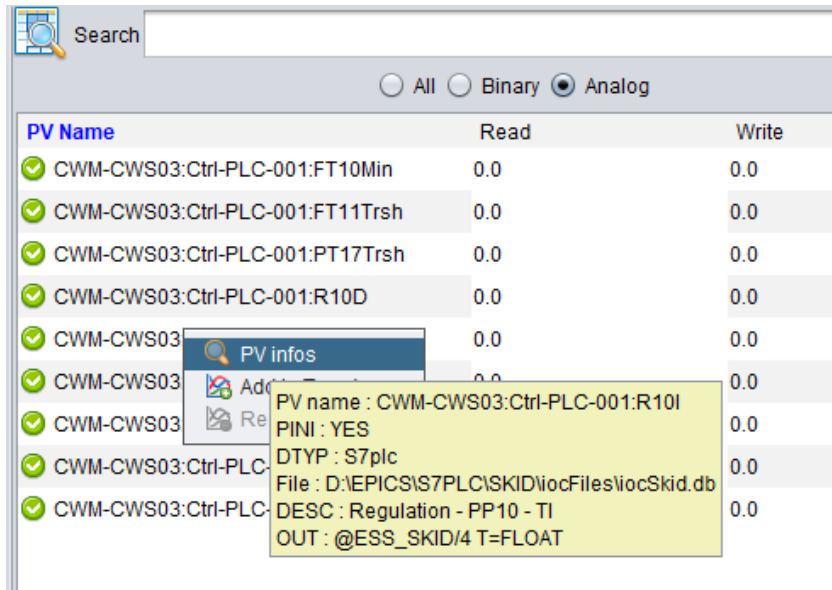 Search
All Binary Analog
PV Name Read Write
CWM-CWS03:Ctrl-PLC-001:FT10Min 0.0 0.0
CWM-CWS03:Ctrl-PLC-001:FT11Trsh 0.0 0.0
CWM-CWS03:Ctrl-PLC-001:PT17Trsh 0.0 0.0
CWM-CWS03:Ctrl-PLC-001:R10D 0.0 0.0
CWM-CWS03 0.0 0.0
PV infos
CWM-CWS03 0.0 0.0
PV name : CWM-CWS03:Ctrl-PLC-001:R10I
CWM-CWS03 0.0
PINI : YES
DTYP : S7plc
CWM-CWS03:Ctrl-PLC- 0.0
File : D:\EPICS\S7PLC\SKID\iocFiles\iocSkid.db
CWM-CWS03:Ctrl-PLC- 0.0
DESC : Regulation - PP10 - TI
OUT : @ESS_SKID/4 T=FLOAT